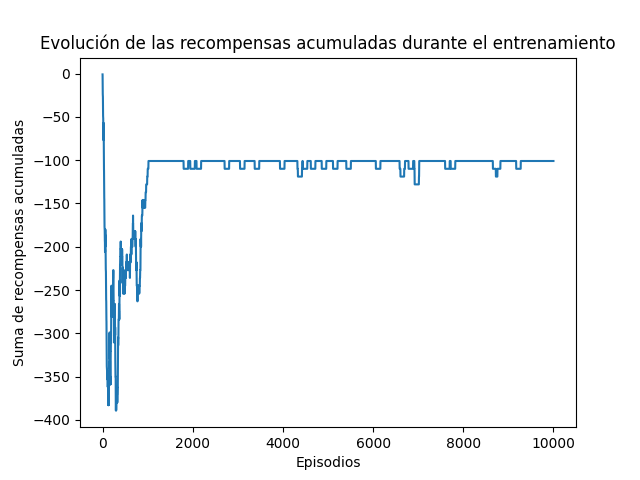 Evolución de las recompensas acumuladas durante el entrenamiento
Suma de recompensas acumuladas
0
−50
−100
−150
−200
−250
−300
−350
−400
0 2000 4000 6000 8000 10000
Episodios